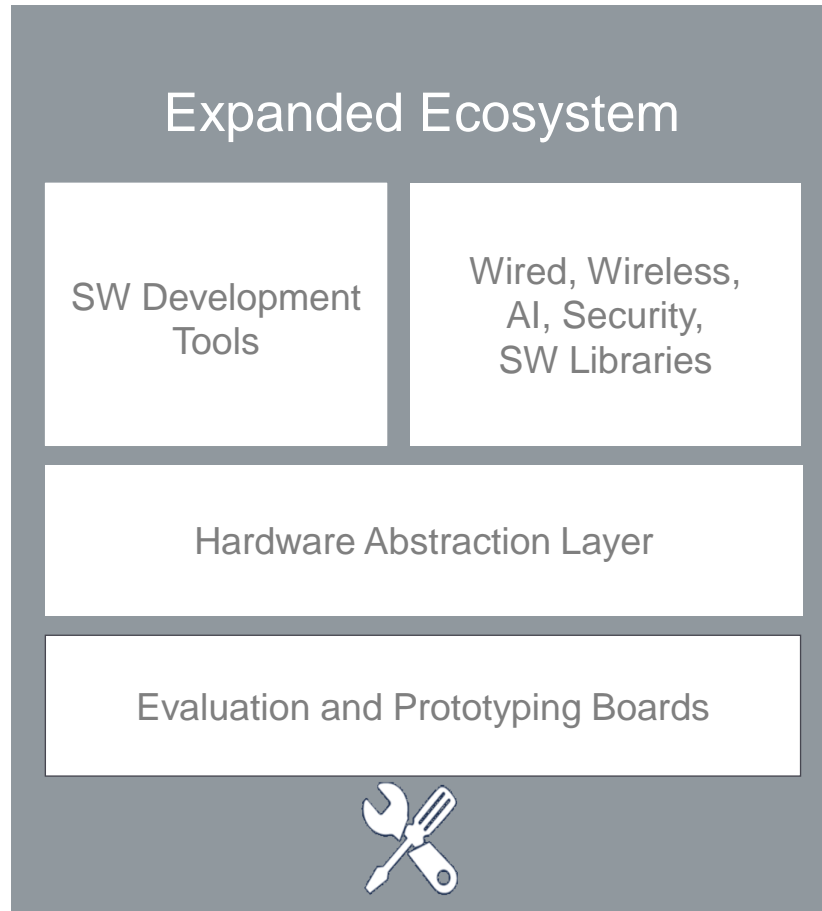 Expanded Ecosystem
SW Development
Tools
Wired, Wireless,
AI, Security,
SW Libraries
Hardware Abstraction Layer
Evaluation and Prototyping Boards